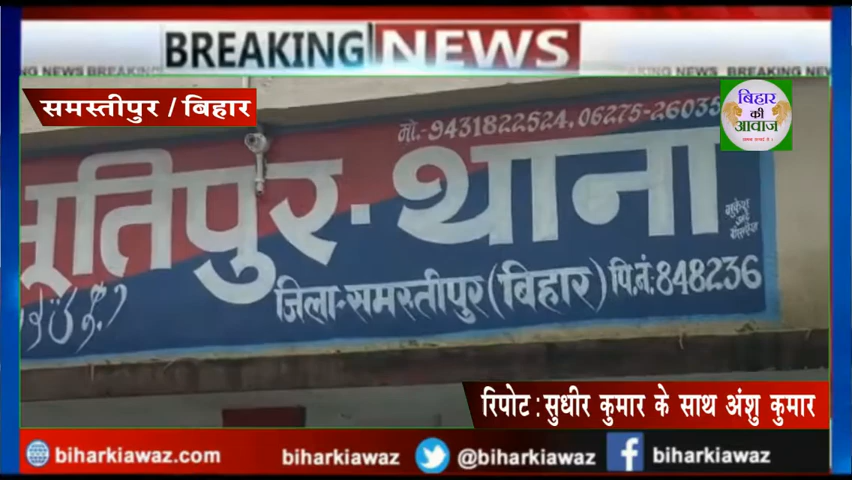 BREAKING NEWS
NG NEWS BREAKING
NEWS BREAKING NEWS
समस्तीपुर / बिहार
बिहार
की
आवाज
मो.-9431822524, 06275-26035
भूतिपुर - थाना
जिला-समस्तीपुर (बिहार) पि.नं:848236
रिपोट : सुधीर कुमार के साथ अंशु कुमार
biharkiawaz.com
biharkiawaz
@biharkiawaz
biharkiawaz